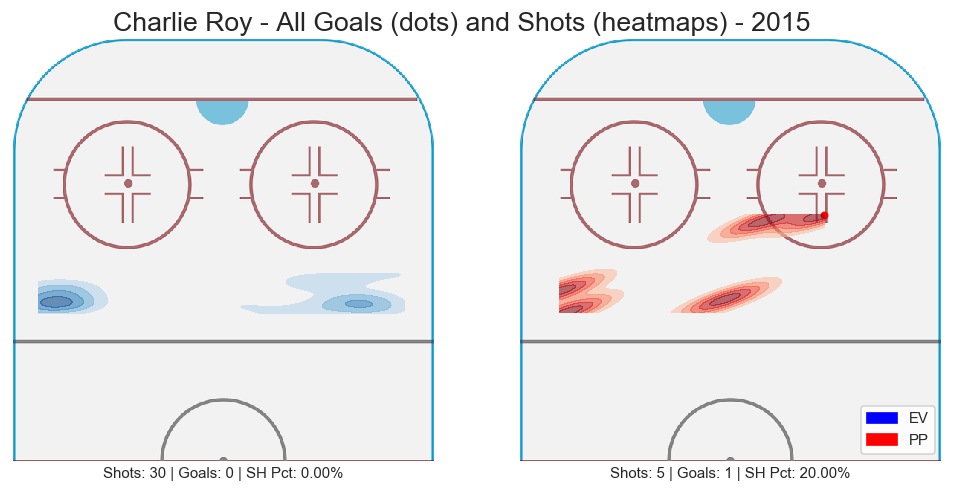 Charlie Roy - All Goals (dots) and Shots (heatmaps) - 2015
EV
PP
Shots: 30 | Goals: 0 | SH Pct: 0.00%
Shots: 5 | Goals: 1 | SH Pct: 20.00%